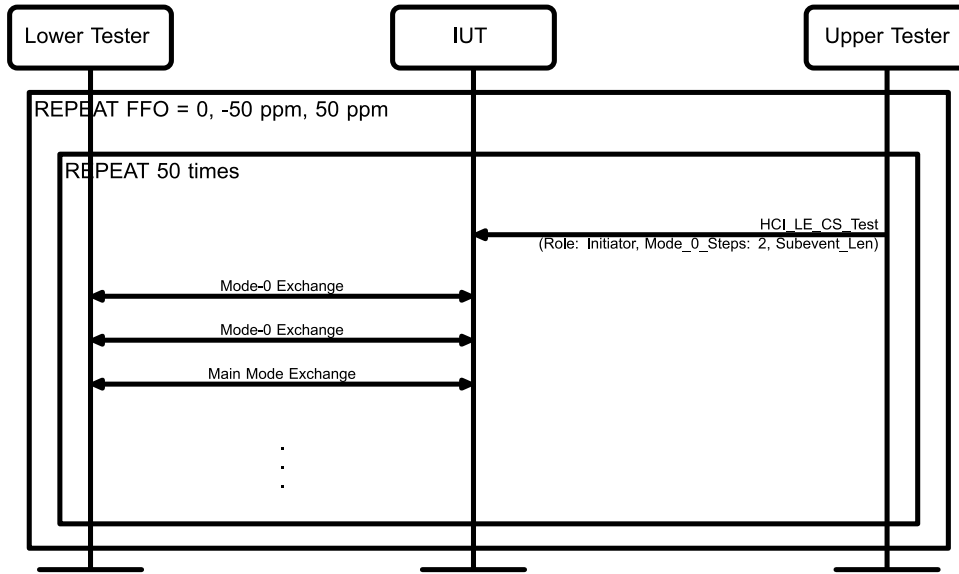 Lower Tester
IUT
Upper Tester
REPEAT FFO = 0, -50 ppm, 50 ppm
REPEAT 50 times
HCI_LE_CS_Test
(Role: Initiator, Mode_0_Steps: 2, Subevent_Len)
Mode-0 Exchange
Mode-0 Exchange
Main Mode Exchange
.
.
.